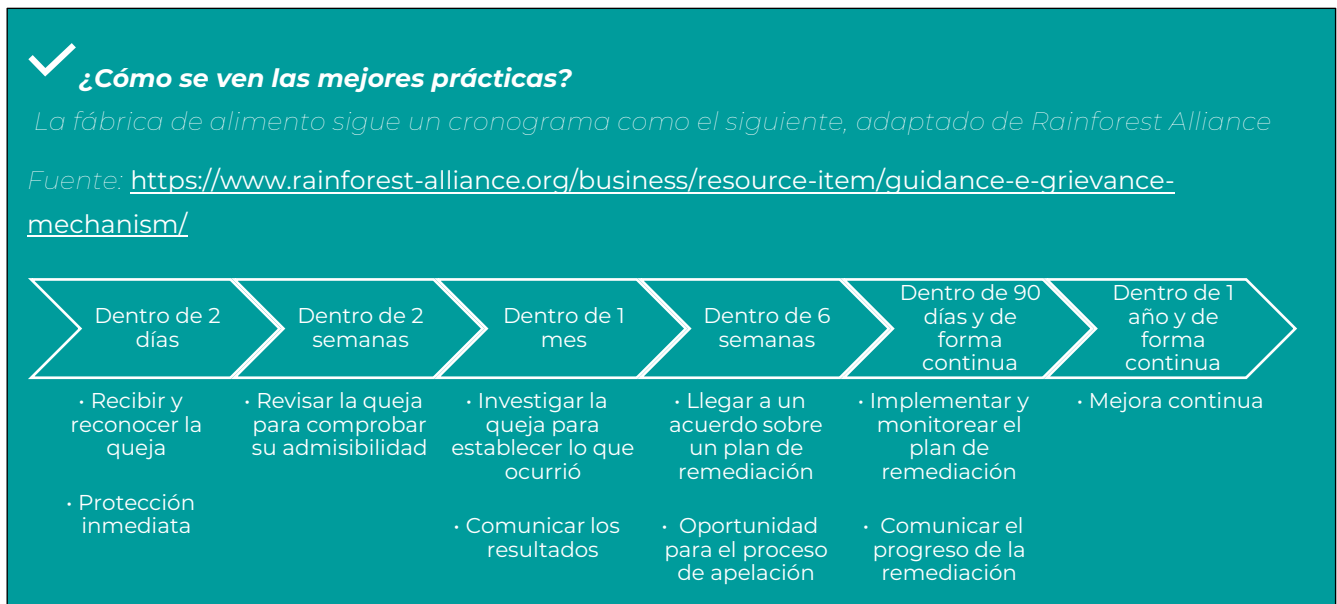 ¿Cómo se ven las mejores prácticas?
La fábrica de alimento sigue un cronograma como el siguiente, adaptado de Rainforest Alliance
Fuente: https://www.rainforest-alliance.org/business/resource-item/guidance-e-grievance-
mechanism/
Dentro de 2
días
Dentro de 2
semanas
Dentro de 1
mes
Dentro de 6
semanas
Dentro de 90
días y de
forma
continua
Dentro de 1
año y de
forma
continua
• Recibir y
reconocer la
queja
• Protección
inmediata
• Revisar la queja
para comprobar
su admisibilidad
• Investigar la
queja para
establecer lo que
ocurrió
• Comunicar los
resultados
• Llegar a un
acuerdo sobre
un plan de
remediación
• Oportunidad
para el proceso
de apelación
• Implementar y
monitorear el
plan de
remediación
• Comunicar el
progreso de la
remediación
• Mejora continua